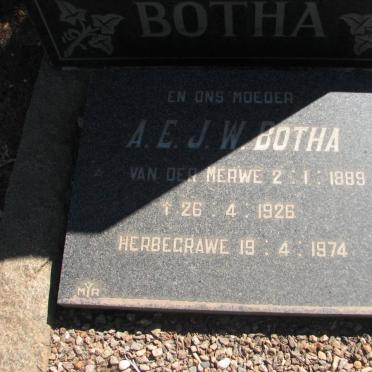 BOTHA
EN ONS MOEDER
A. E. J. W. BOTHA
* VAN DER MERWE 2 - 1 - 1889
† 26 - 4 - 1926
HERBEGRAWE 19 - 4 - 1974